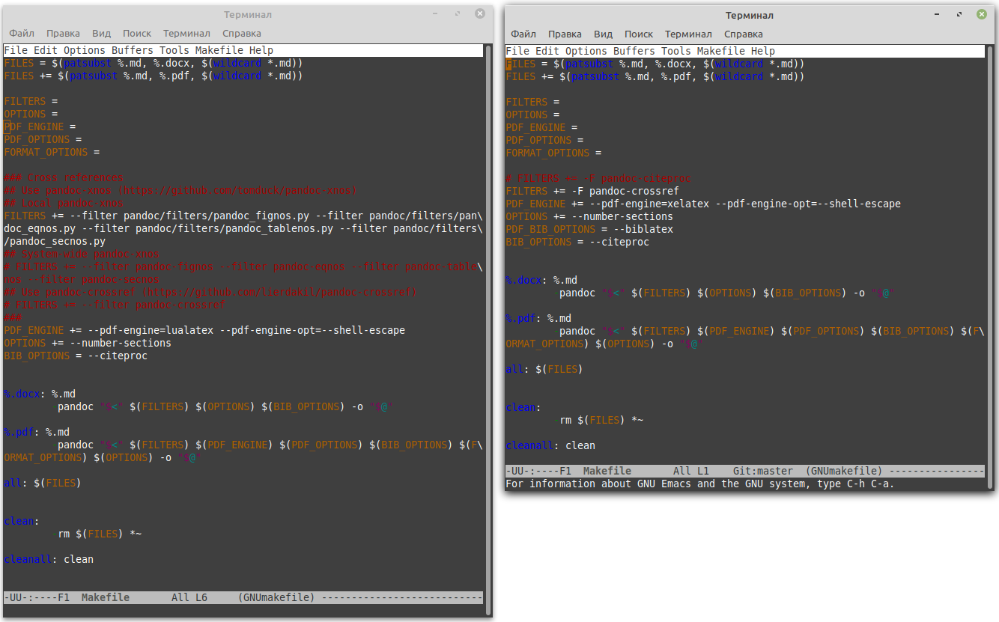 Терминал
Файл Правка Вид Поиск Терминал Справка
File Edit Options Buffers Tools Makefile Help
FILES = $(patsubst %.md, %.docx, $(wildcard *.md))
FILES += $(patsubst %.md, %.pdf, $(wildcard *.md))
FILTERS =
OPTIONS =
PDF_ENGINE =
PDF_OPTIONS =
FORMAT_OPTIONS =
### Cross references
## Use pandoc-xnos (https://github.com/tomduck/pandoc-xnos)
## Local pandoc-xnos
FILTERS += --filter pandoc/filters/pandoc_fignos.py --filter pandoc/filters/pan\
doc_eqnos.py --filter pandoc/filters/pandoc_tablenos.py --filter pandoc/filters\
/pandoc_secnos.py
## System-wide pandoc-xnos
# FILTERS += --filter pandoc-fignos --filter pandoc-eqnos --filter pandoc-table\
nos --filter pandoc-secnos
## Use pandoc-crossref (https://github.com/lierdakil/pandoc-crossref)
# FILTERS += --filter pandoc-crossref
###
PDF_ENGINE += --pdf-engine=lualatex --pdf-engine-opt=--shell-escape
OPTIONS += --number-sections
BIB_OPTIONS = --citeproc
%.docx: %.md
-pandoc "$<" $(FILTERS) $(OPTIONS) $(BIB_OPTIONS) -o "$@"
%.pdf: %.md
-pandoc "$<" $(FILTERS) $(PDF_ENGINE) $(PDF_OPTIONS) $(BIB_OPTIONS) $(F\
ORMAT_OPTIONS) $(OPTIONS) -o "$@"
all: $(FILES)
clean:
-rm $(FILES) *~
cleanall: clean
-UU-:----F1 Makefile All L6 (GNUmakefile) ---------------------------
Терминал
Файл Правка Вид Поиск Терминал Справка
File Edit Options Buffers Tools Makefile Help
FILES = $(patsubst %.md, %.docx, $(wildcard *.md))
FILES += $(patsubst %.md, %.pdf, $(wildcard *.md))
FILTERS =
OPTIONS =
PDF_ENGINE =
PDF_OPTIONS =
FORMAT_OPTIONS =
# FILTERS += -F pandoc-citeproc
FILTERS += -F pandoc-crossref
PDF_ENGINE += --pdf-engine=xelatex --pdf-engine-opt=--shell-escape
OPTIONS += --number-sections
PDF_BIB_OPTIONS = --biblatex
BIB_OPTIONS = --citeproc
%.docx: %.md
-pandoc "$<" $(FILTERS) $(OPTIONS) $(BIB_OPTIONS) -o "$@"
%.pdf: %.md
-pandoc "$<" $(FILTERS) $(PDF_ENGINE) $(PDF_OPTIONS) $(BIB_OPTIONS) $(F\
ORMAT_OPTIONS) $(OPTIONS) -o "$@"
all: $(FILES)
clean:
-rm $(FILES) *~
cleanall: clean
-UU-:----F1 Makefile All L1 Git:master (GNUmakefile) ----------------
For information about GNU Emacs and the GNU system, type C-h C-a.